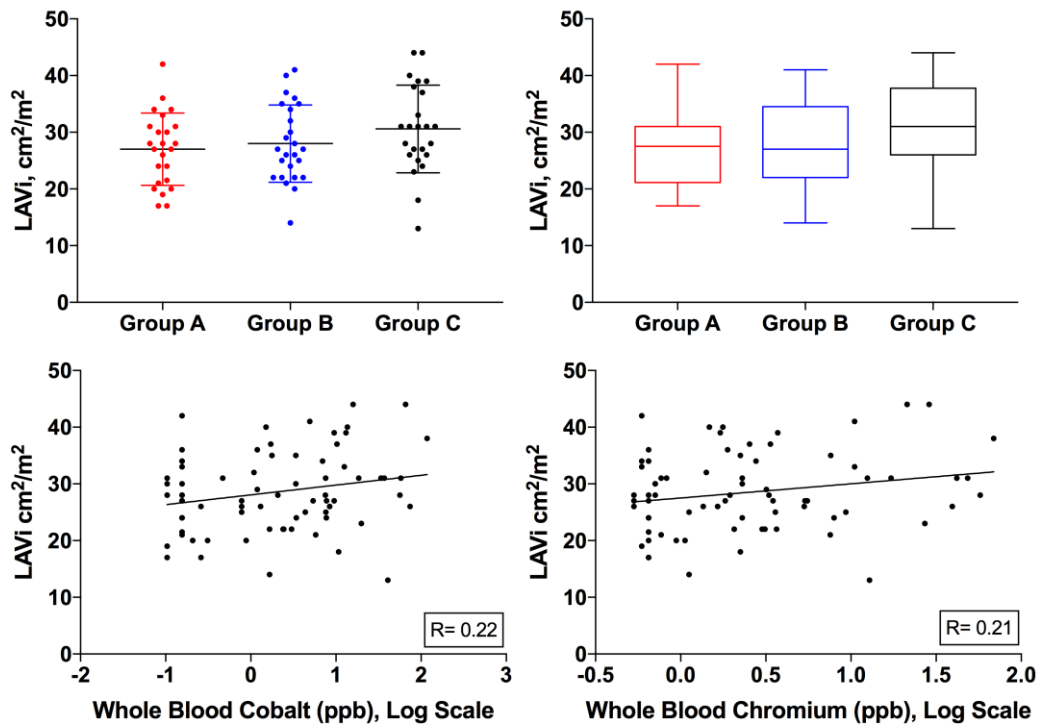 50
40
30
20
10
0
LAVi, cm²/m²
Group A
Group B
Group C
50
40
30
20
10
0
LAVi, cm²/m²
Group A
Group B
Group C
50
40
30
20
10
0
LAVi cm²/m²
R= 0.22
-2
-1
0
1
2
3
Whole Blood Cobalt (ppb), Log Scale
50
40
30
20
10
0
LAVi cm²/m²
R= 0.21
-0.5
0.0
0.5
1.0
1.5
2.0
Whole Blood Chromium (ppb), Log Scale